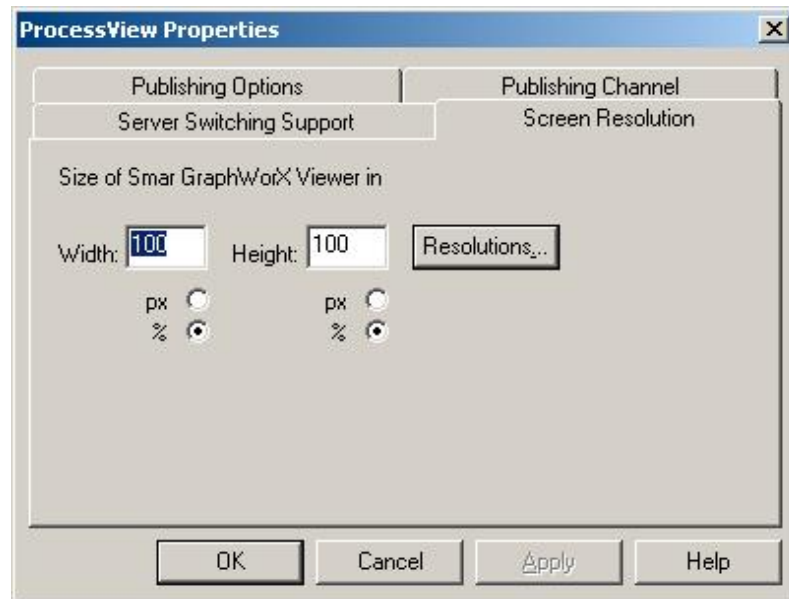 ProcessView Properties
Publishing Options Publishing Channel
Server Switching Support Screen Resolution
Size of Smar GraphWorX Viewer in
Width: 100 Height: 100 Resolutions...
px px
% %
OK Cancel Apply Help